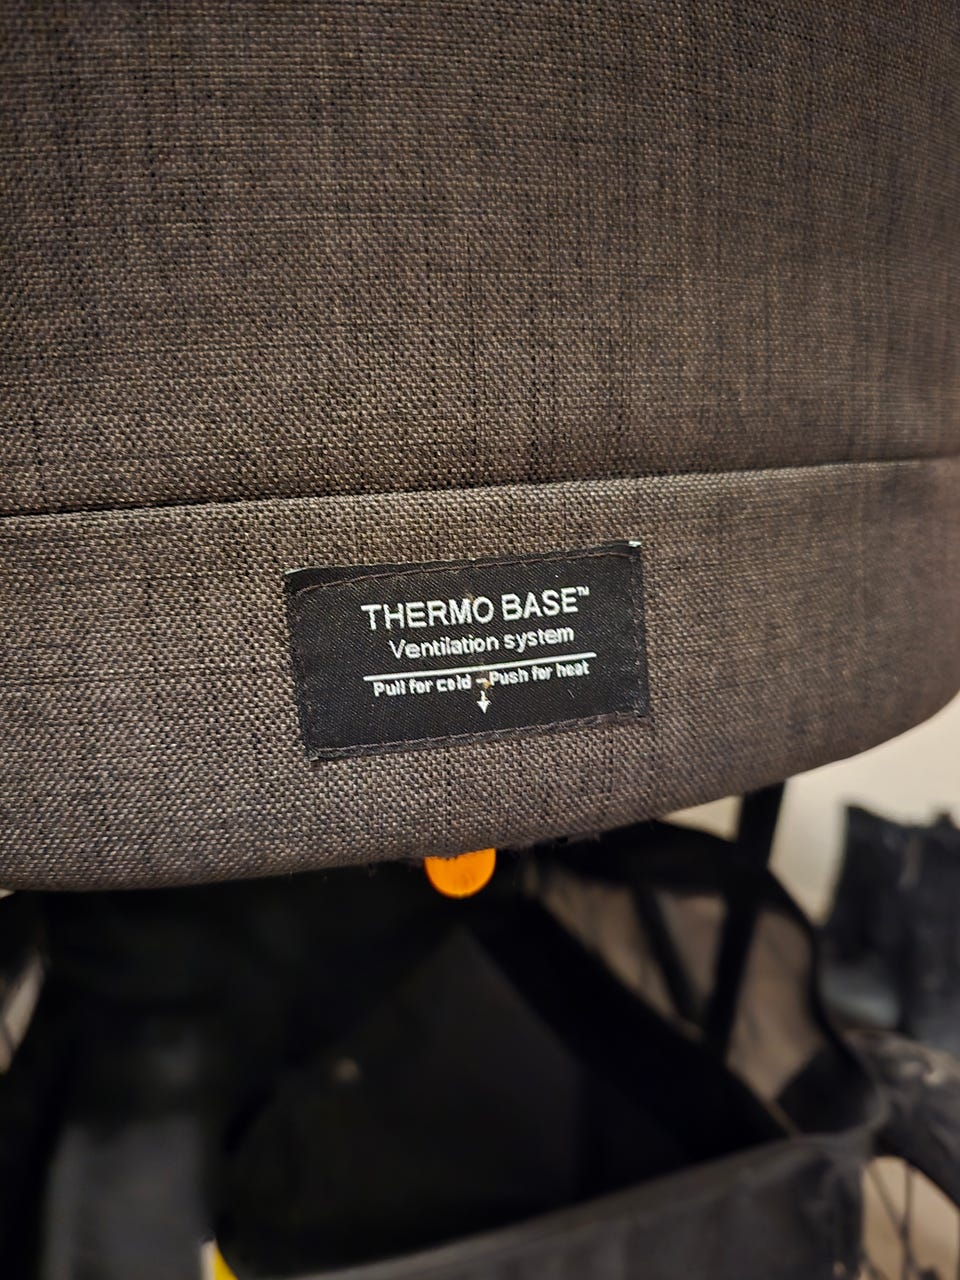 THERMO BASE™
Ventilation system
Pull for cold - Push for heat